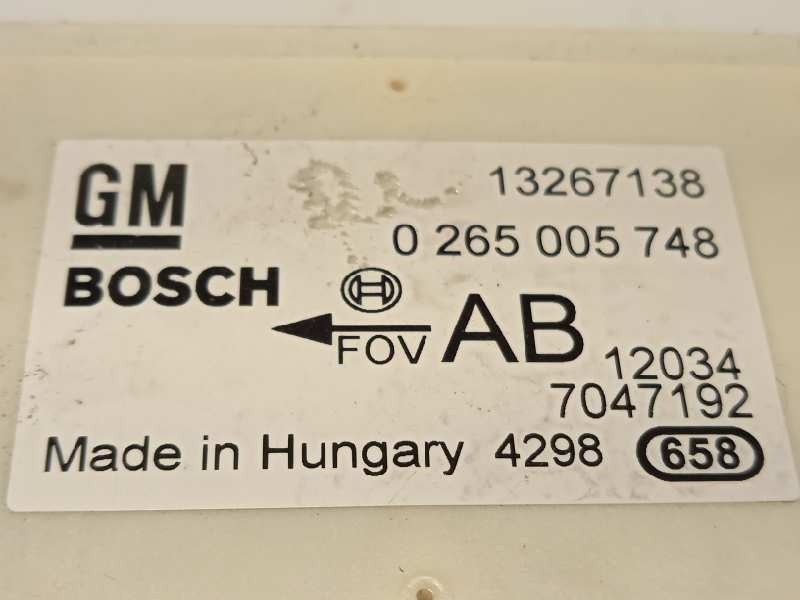 GM 13267138
0 265 005 748
BOSCH
FOV AB
12034
7047192
Made in Hungary 4298 658